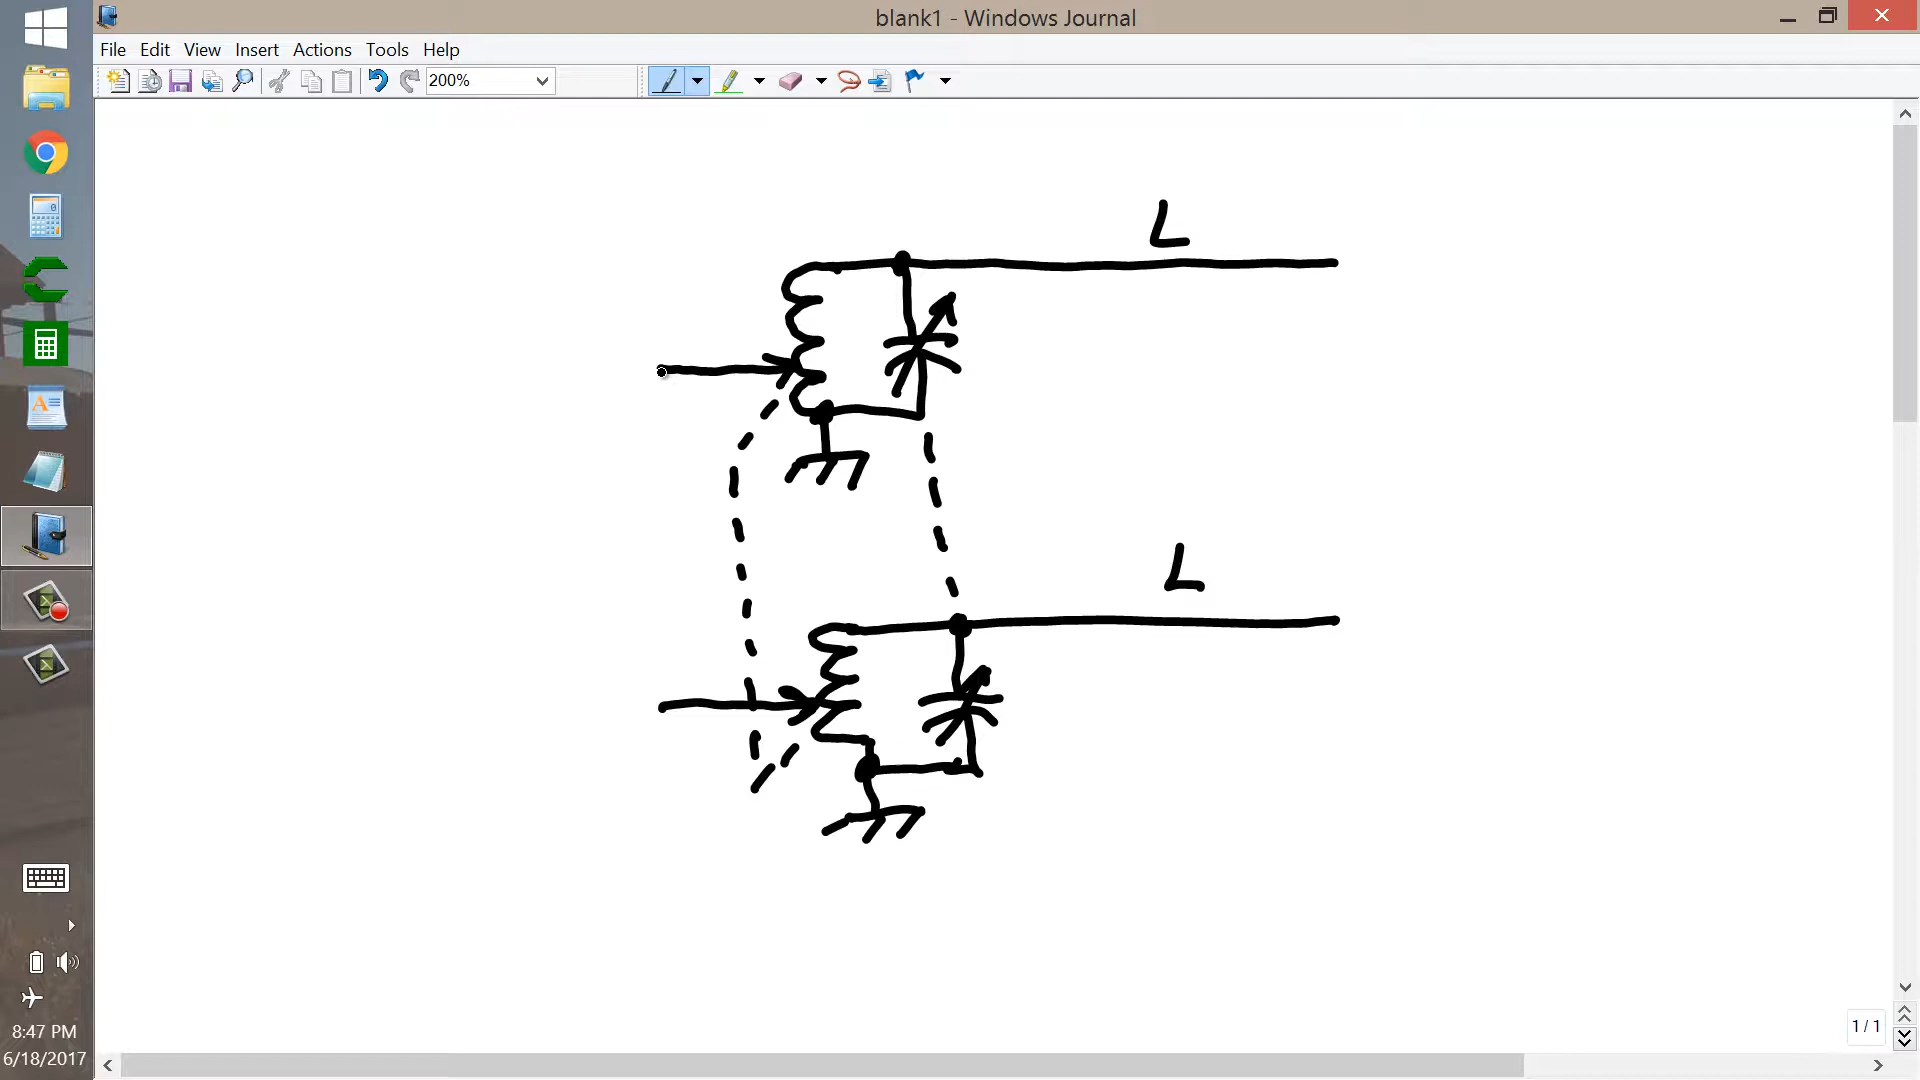 blank1 - Windows Journal
File Edit View Insert Actions Tools Help
200%
L
L
1 / 1
8:47 PM
6/18/2017